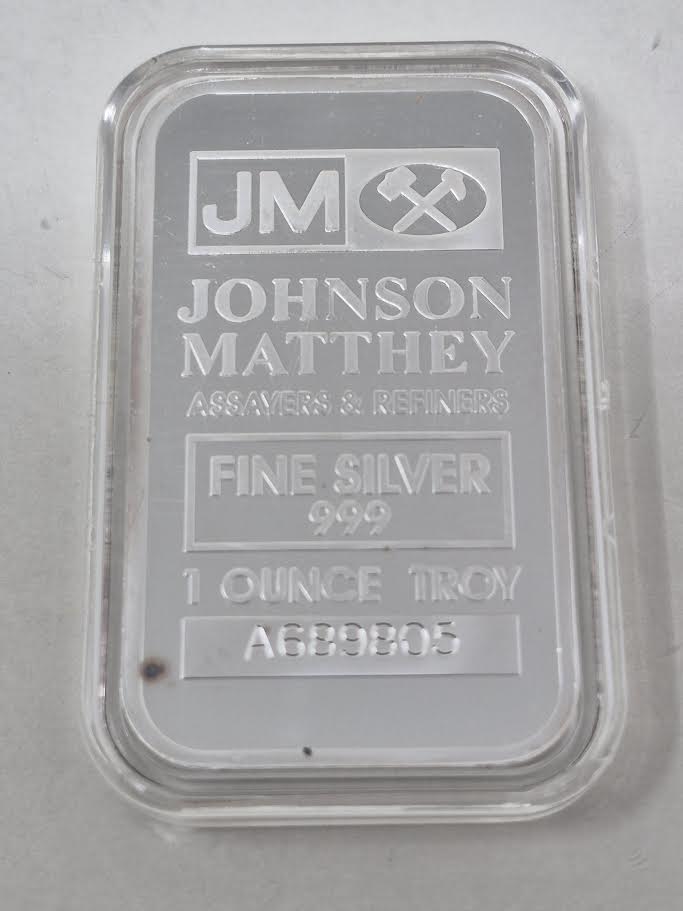 JM
JOHNSON
MATTHEY
ASSAYERS & REFINERS
FINE SILVER
999
1 OUNCE TROY
A689805